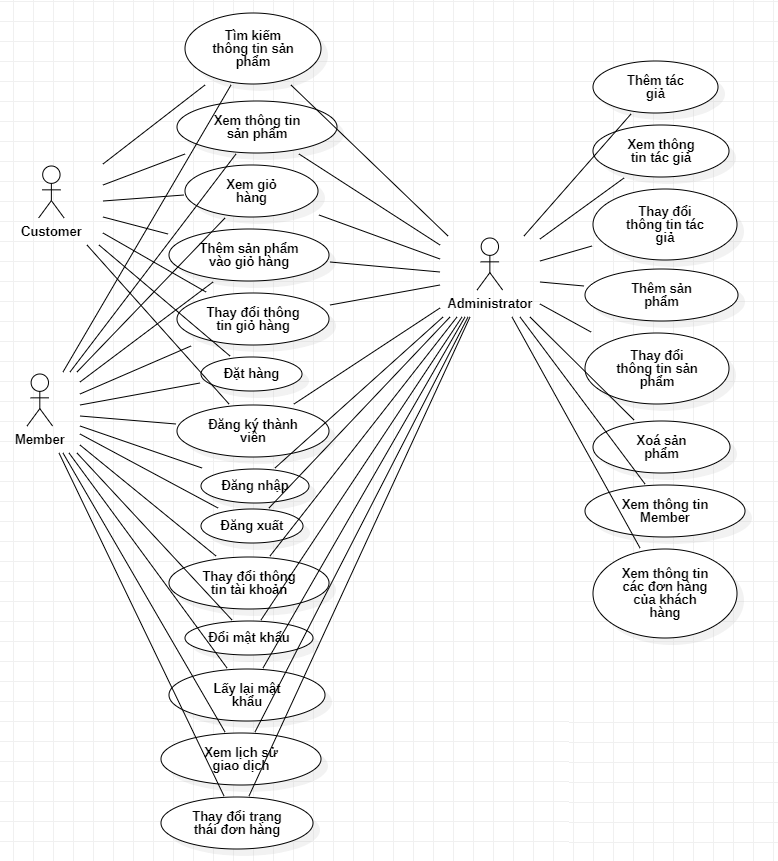 Tìm kiếm
thông tin sản
phẩm
Xem thông tin
sản phẩm
Xem giỏ
hàng
Customer
Thêm sản phẩm
vào giỏ hàng
Thay đổi thông
tin giỏ hàng
Đặt hàng
Member
Đăng ký thành
viên
Đăng nhập
Đăng xuất
Thay đổi thông
tin tài khoản
Đổi mật khẩu
Lấy lại mật
khẩu
Xem lịch sử
giao dịch
Thay đổi trạng
thái đơn hàng
Administrator
Thêm tác
giả
Xem thông
tin tác giả
Thay đổi
thông tin tác
giả
Thêm sản
phẩm
Thay đổi
thông tin sản
phẩm
Xoá sản
phẩm
Xem thông tin
Member
Xem thông tin
các đơn hàng
của khách
hàng